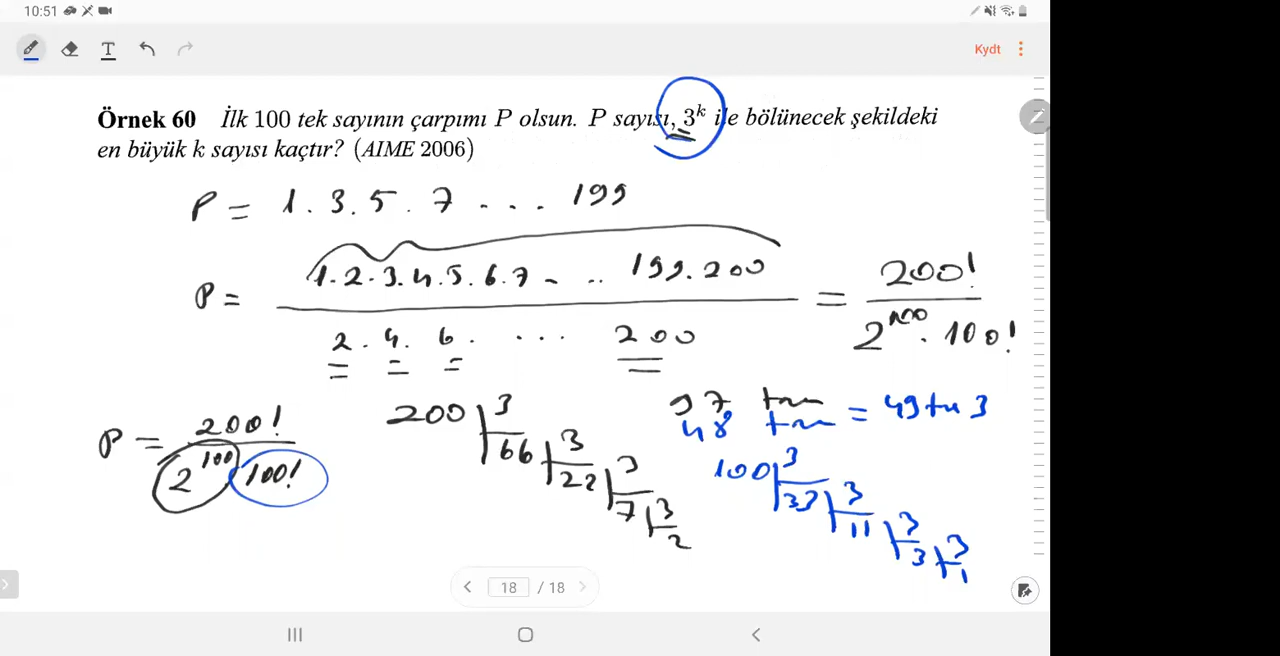 10:51
T
Kydt
Örnek 60 İlk 100 tek sayının çarpımı P olsun. P sayısı, 3^k ile bölünecek şekildeki
en büyük k sayısı kaçtır? (AIME 2006)
P = 1.3.5.7 ... 199
P = 1.2.3.4.5.6.7 - .. 199.200 / 2.4.6. ... 200 = 200! / 2^100 . 100!
P = 200! / 2^100 100!
200 | 3
66 | 3
22 | 3
7 | 3
2
97 tane
48 tane = 49 tu 3
100 | 3
33 | 3
11 | 3
3 | 3
1
18 / 18